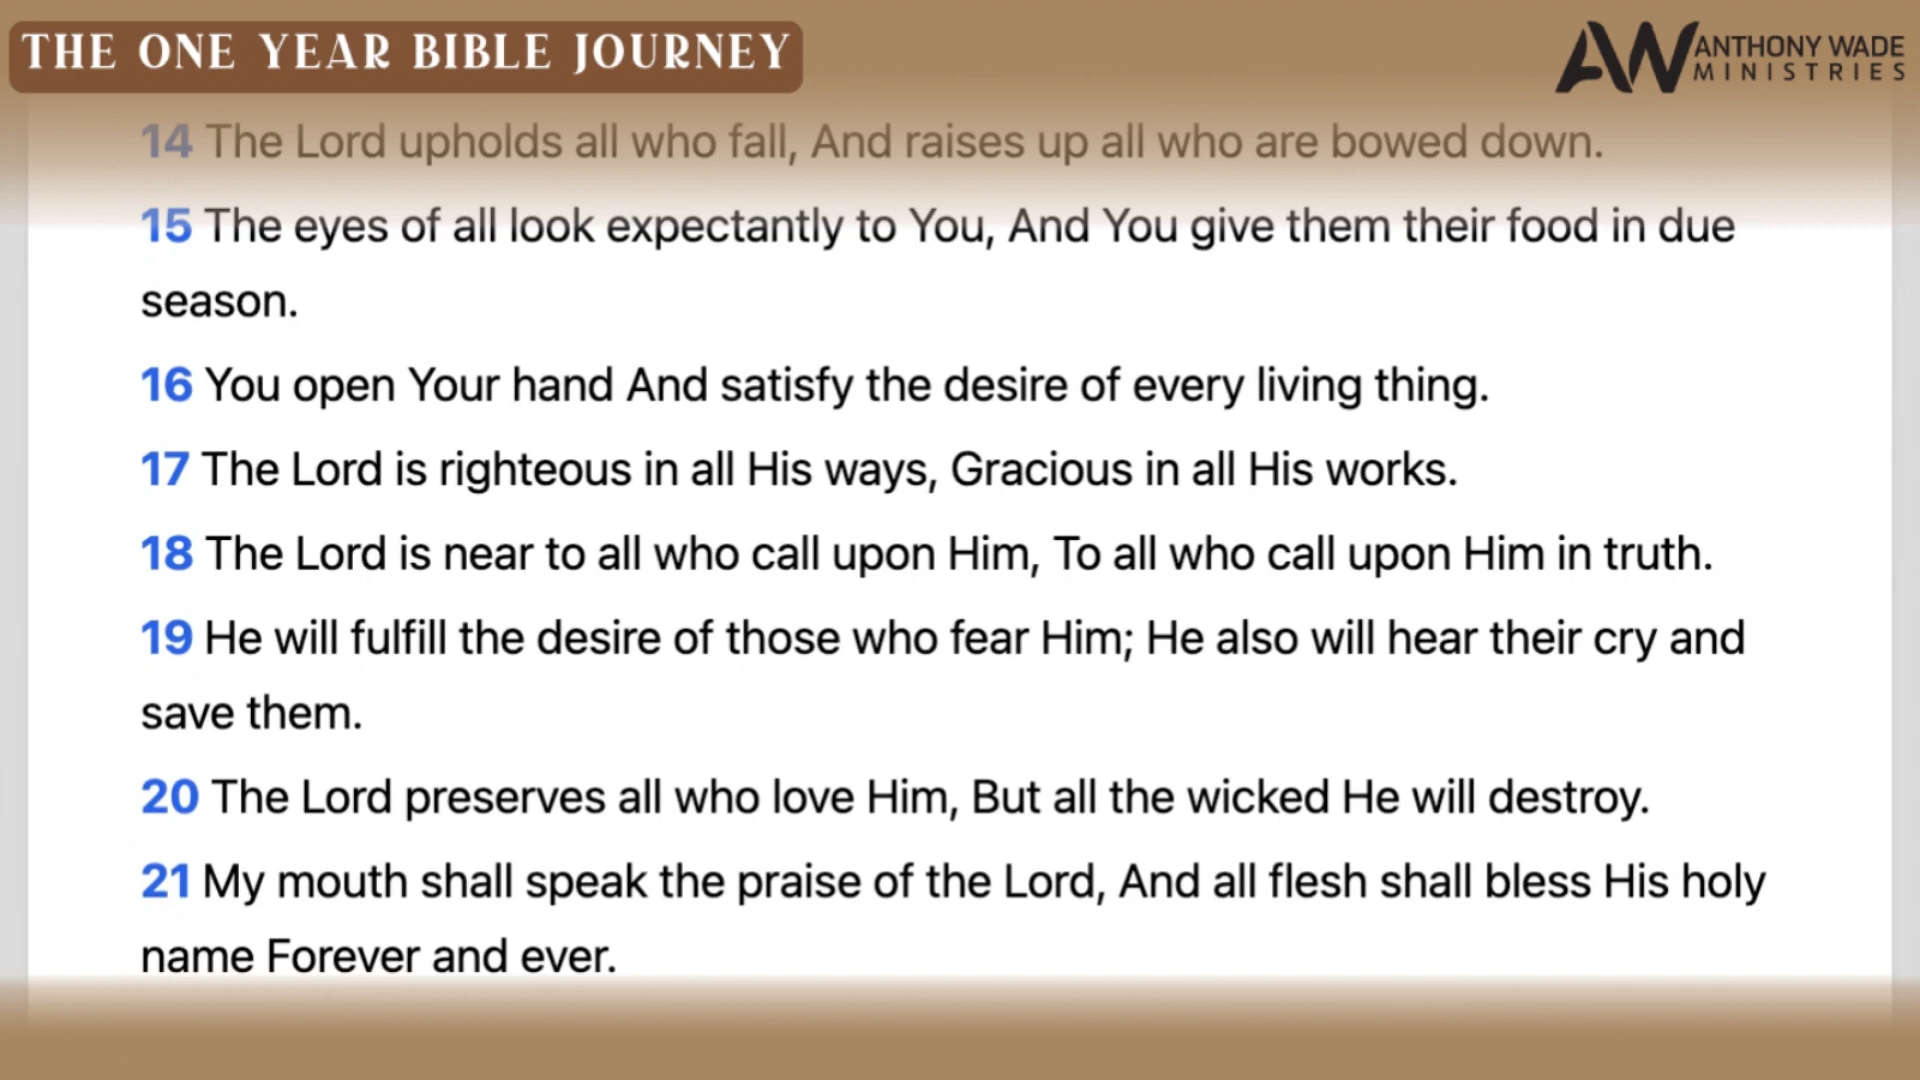 THE ONE YEAR BIBLE JOURNEY
AW ANTHONY WADE
MINISTRIES
14 The Lord upholds all who fall, And raises up all who are bowed down.
15 The eyes of all look expectantly to You, And You give them their food in due
season.
16 You open Your hand And satisfy the desire of every living thing.
17 The Lord is righteous in all His ways, Gracious in all His works.
18 The Lord is near to all who call upon Him, To all who call upon Him in truth.
19 He will fulfill the desire of those who fear Him; He also will hear their cry and
save them.
20 The Lord preserves all who love Him, But all the wicked He will destroy.
21 My mouth shall speak the praise of the Lord, And all flesh shall bless His holy
name Forever and ever.